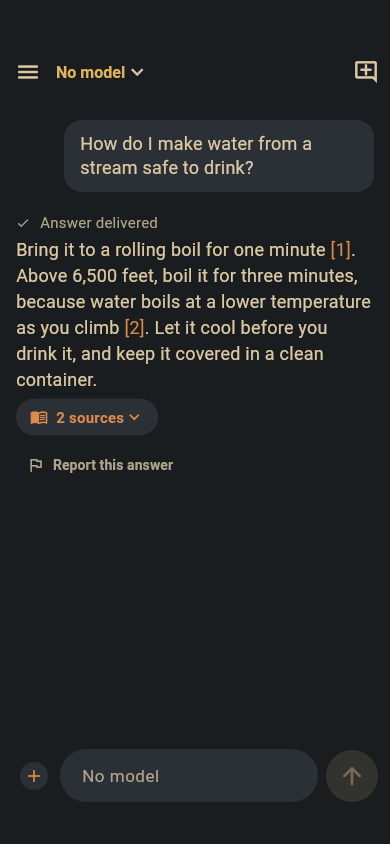 No model
How do I make water from a
stream safe to drink?
Answer delivered
Bring it to a rolling boil for one minute [1].
Above 6,500 feet, boil it for three minutes,
because water boils at a lower temperature
as you climb [2]. Let it cool before you
drink it, and keep it covered in a clean
container.
2 sources
Report this answer
No model